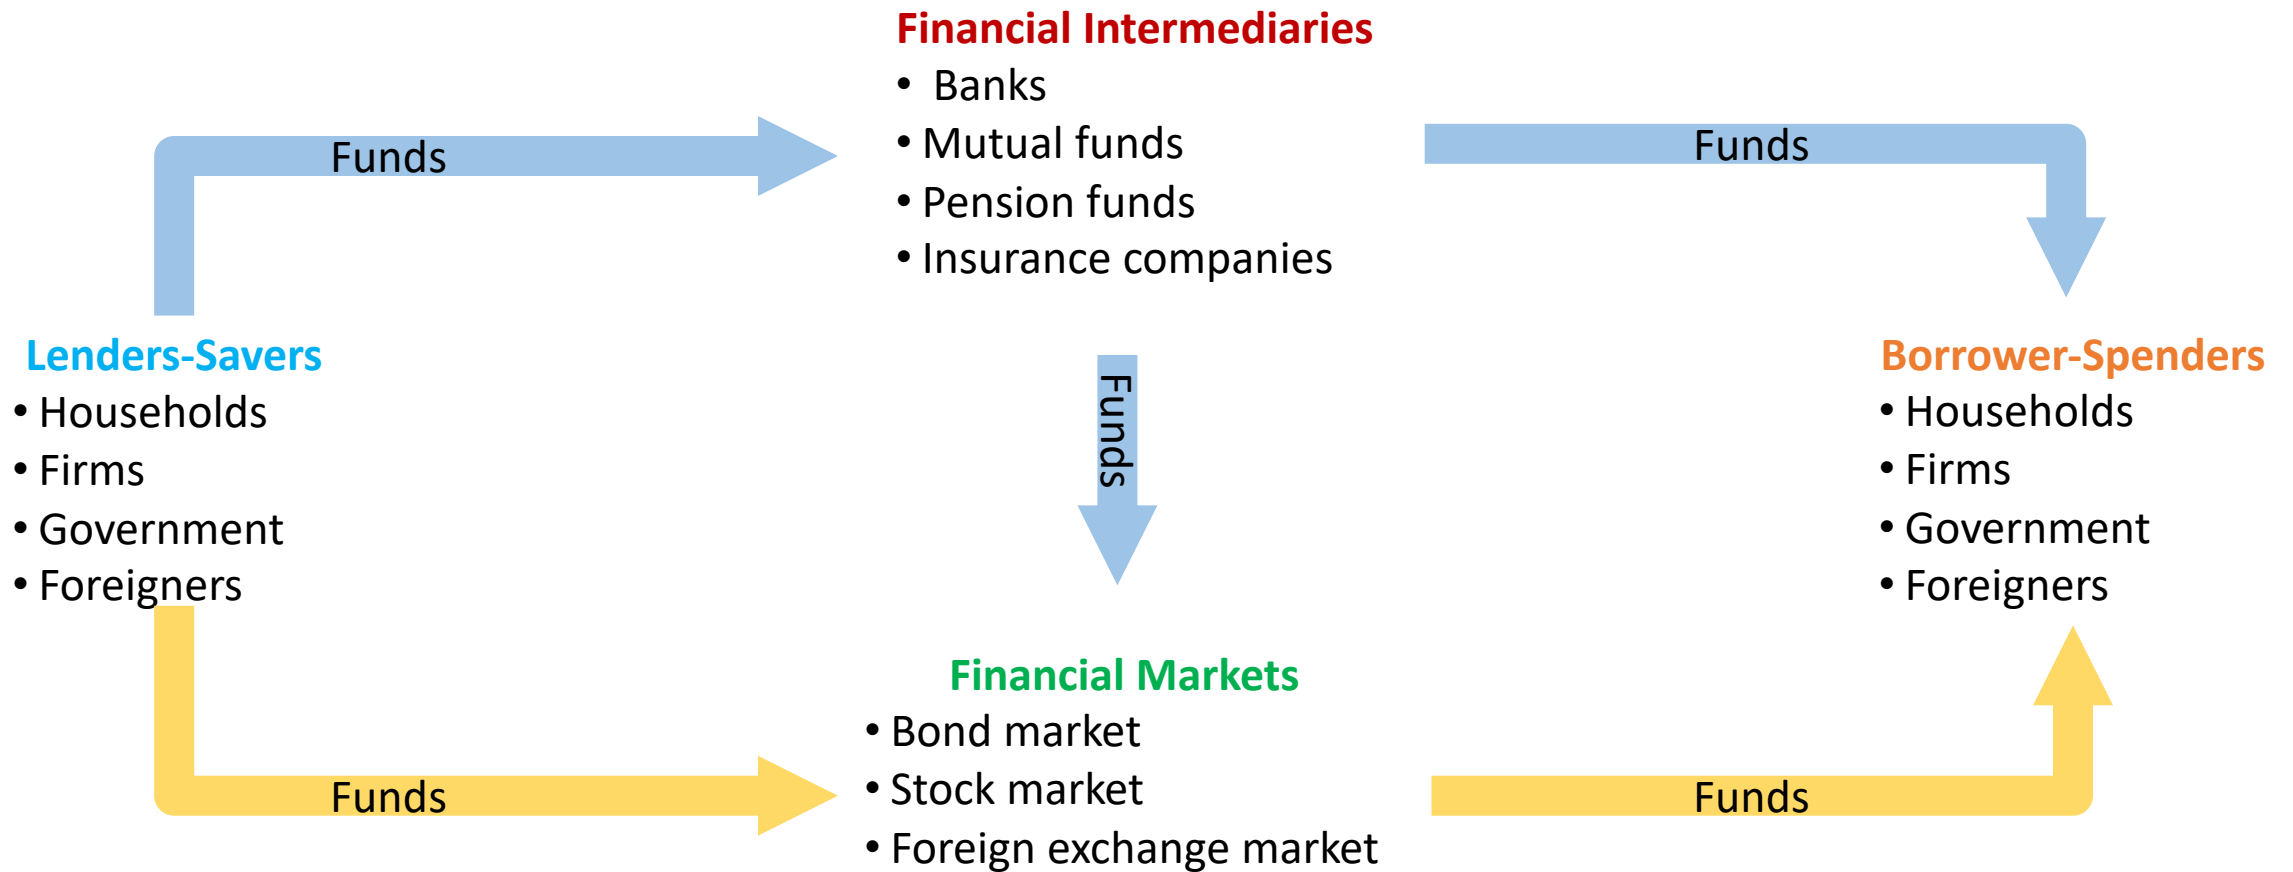 Financial Intermediaries
• Banks
• Mutual funds
• Pension funds
• Insurance companies
Funds
Funds
Lenders-Savers
• Households
• Firms
• Government
• Foreigners
Funds
Borrower-Spenders
• Households
• Firms
• Government
• Foreigners
Financial Markets
• Bond market
• Stock market
• Foreign exchange market
Funds
Funds